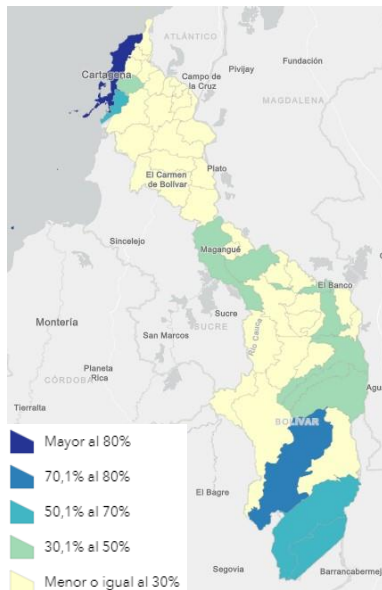 ATLÁNTICO
Cartagena
Campo de
la Cruz
Pivijay
Fundación
MAGDALENA
El Carmen
de Bolívar
Plato
Sincelejo
Magangué
El Banco
Montería
Sucre
San Marcos
SUCRE
Río Cauca
Planeta
Rica
CÓRDOBA
Tierralta
Agu
BOLÍVAR
Mayor al 80%
70,1% al 80%
50,1% al 70%
30,1% al 50%
Menor o igual al 30%
El Bagre
Segovia
Barrancabermej